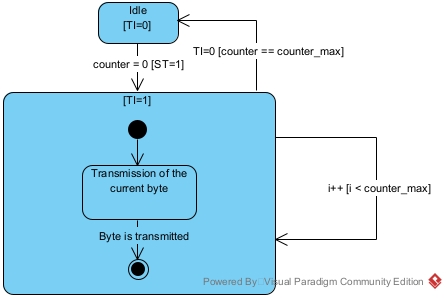 Idle
[TI=0]
TI=0 [counter == counter_max]
counter = 0 [ST=1]
[TI=1]
Transmission of the
current byte
i++ [i < counter_max]
Byte is transmitted
Powered By: Visual Paradigm Community Edition